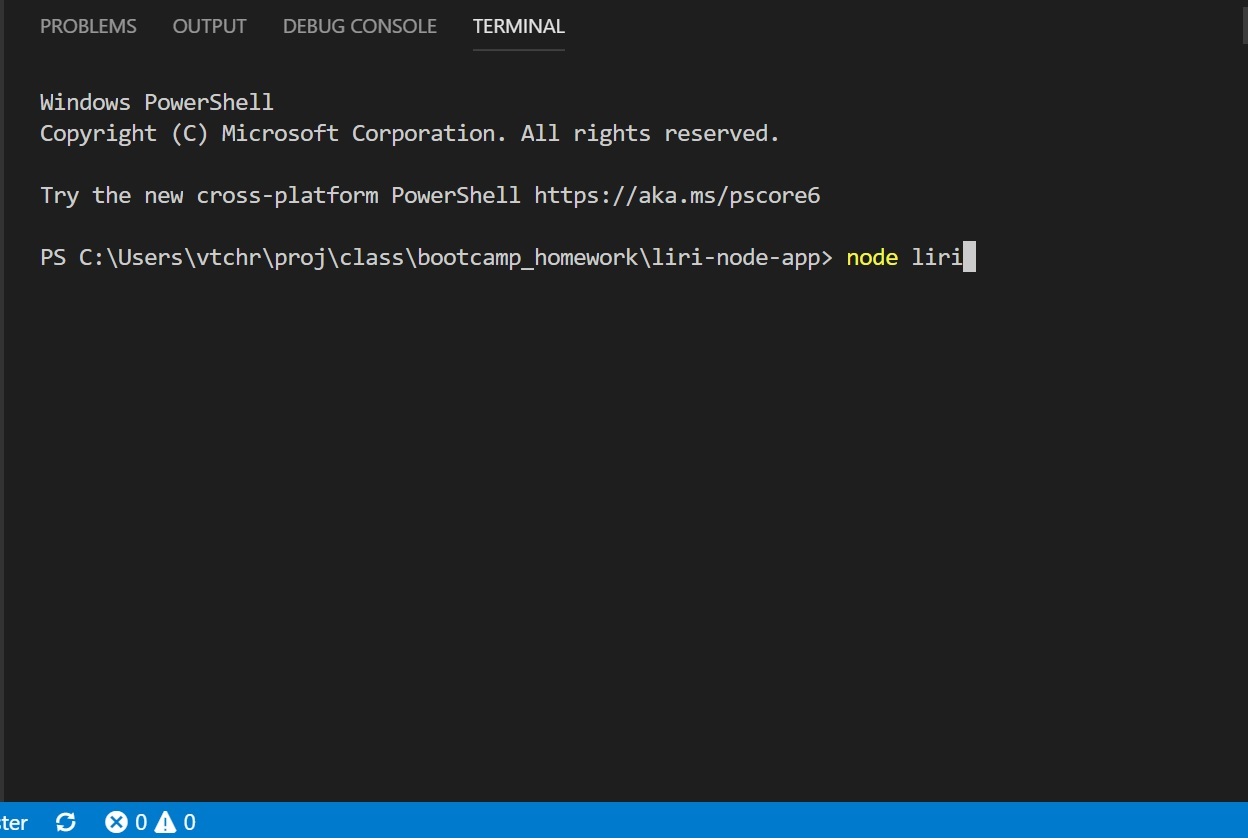 PROBLEMS OUTPUT DEBUG CONSOLE TERMINAL
Windows PowerShell
Copyright (C) Microsoft Corporation. All rights reserved.
Try the new cross-platform PowerShell https://aka.ms/pscore6
PS C:\Users\vtchr\proj\class\bootcamp_homework\liri-node-app> node liri
ter 0 0